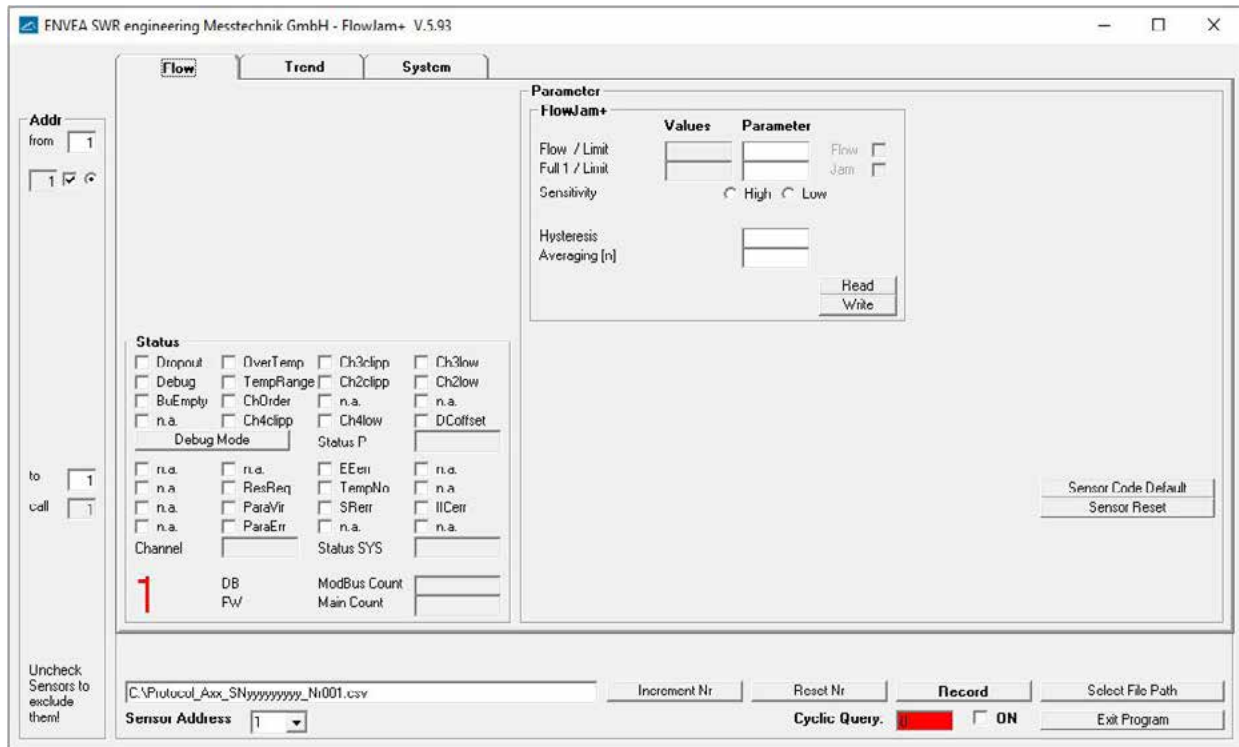 ENVEA SWR engineering Messtechnik GmbH - FlowJam+ V.5.93
Flow Trend System
Addr
from 1
1
to 1
call 1
Uncheck
Sensors to
exclude
them!
Parameter
FlowJam+
Values Parameter
Flow / Limit Flow
Full 1 / Limit Jam
Sensitivity High Low
Hysteresis
Averaging [n]
Read
Write
Status
Dropout OverTemp Ch3clipp Ch3low
Debug TempRange Ch2clipp Ch2low
BuEmpty ChOrder n.a. n.a.
n.a. Ch4clipp Ch4low DCoffset
Debug Mode Status P
n.a. n.a. EEerr n.a.
n.a. ResReq TempNo n.a.
n.a. ParaVir SRerr IICerr
n.a. ParaErr n.a. n.a.
Channel Status SYS
1 DB ModBus Count
FW Main Count
Sensor Code Default
Sensor Reset
C:\Protocol_Axx_SNyyyyyyyyy_Nr001.csv Increment Nr Reset Nr Record Select File Path
Sensor Address 1 Cyclic Query. 0 ON Exit Program